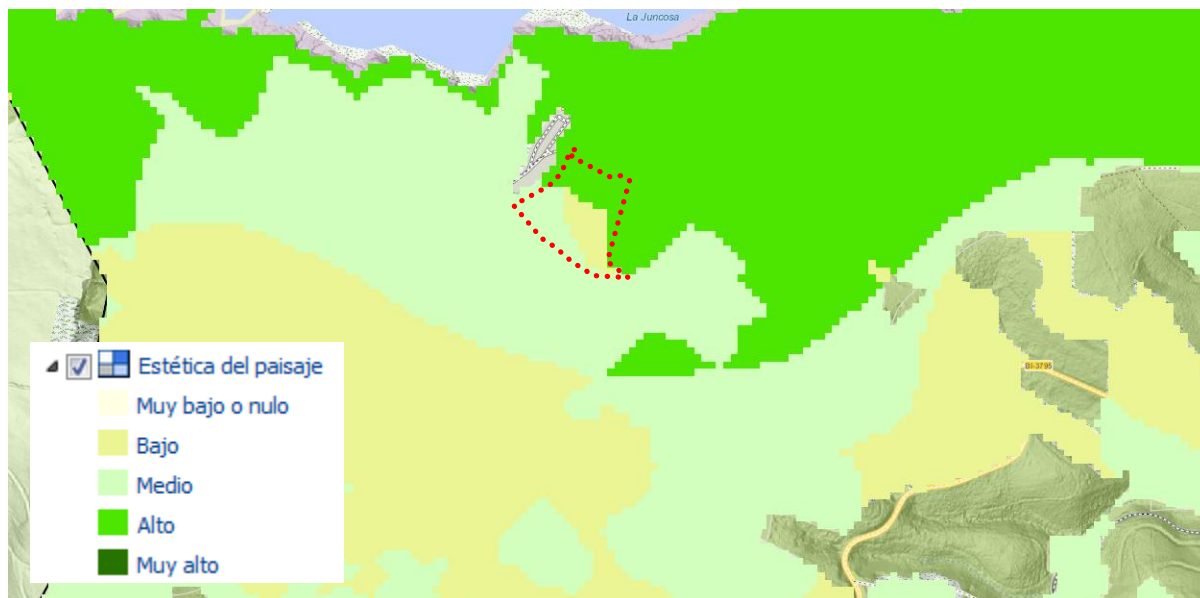 La Juncosa
BI-3795
Estética del paisaje
Muy bajo o nulo
Bajo
Medio
Alto
Muy alto